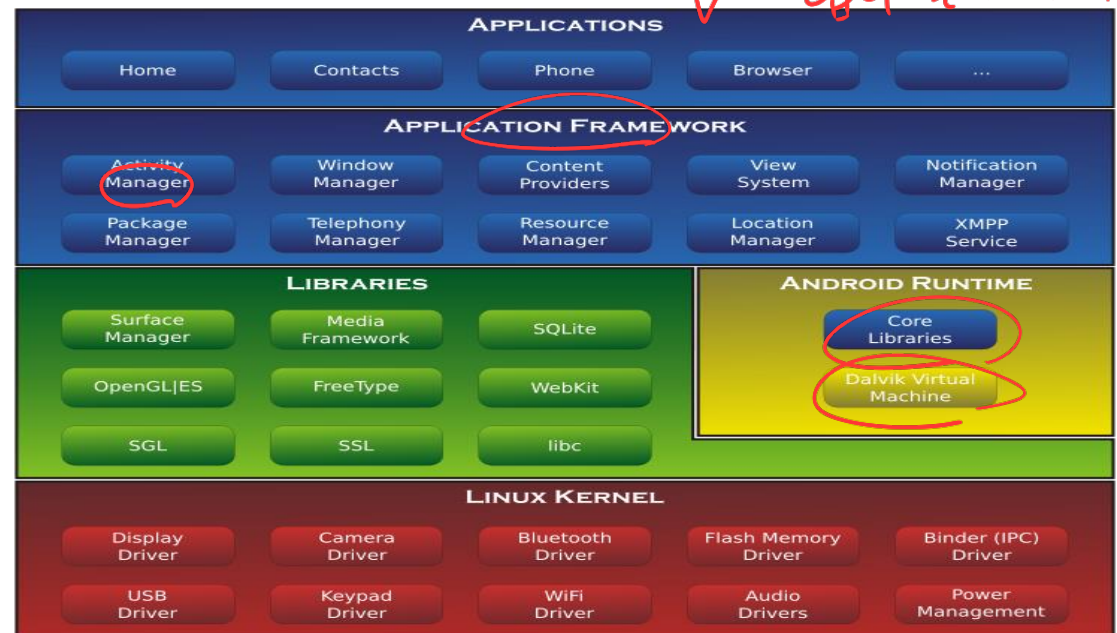 APPLICATIONS
Home
Contacts
Phone
Browser
...
APPLICATION FRAMEWORK
Activity
Manager
Window
Manager
Content
Providers
View
System
Notification
Manager
Package
Manager
Telephony
Manager
Resource
Manager
Location
Manager
XMPP
Service
LIBRARIES
Surface
Manager
Media
Framework
SQLite
OpenGL|ES
FreeType
WebKit
SGL
SSL
libc
ANDROID RUNTIME
Core
Libraries
Dalvik Virtual
Machine
LINUX KERNEL
Display
Driver
Camera
Driver
Bluetooth
Driver
Flash Memory
Driver
Binder (IPC)
Driver
USB
Driver
Keypad
Driver
WiFi
Driver
Audio
Drivers
Power
Management